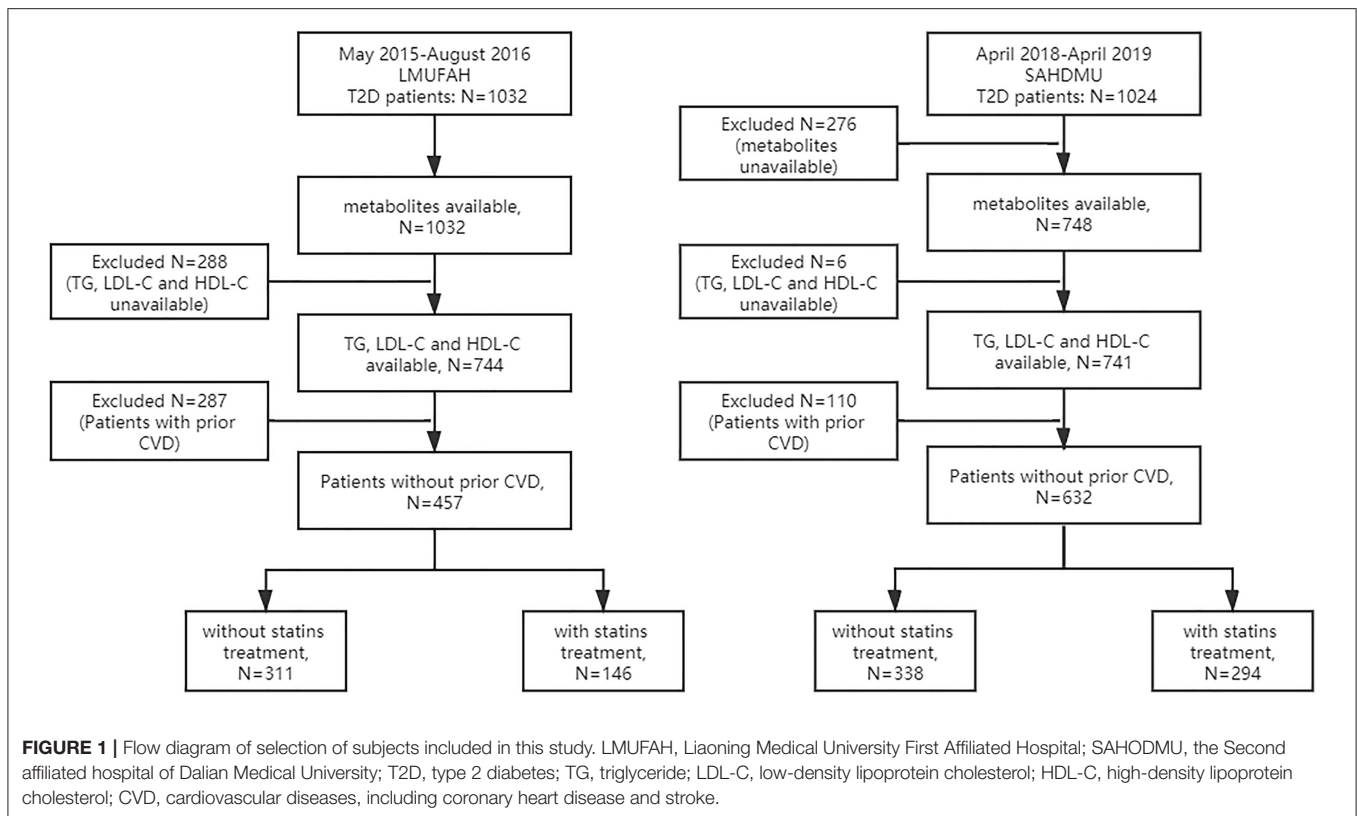 May 2015-August 2016
LMUFAH
T2D patients: N=1032
metabolites available,
N=1032
Excluded N=288
(TG, LDL-C and HDL-C
unavailable)
TG, LDL-C and HDL-C
available, N=744
Excluded N=287
(Patients with prior
CVD)
Patients without prior CVD,
N=457
without statins
treatment,
N=311
with statins
treatment,
N=146
April 2018-April 2019
SAHDMU
T2D patients: N=1024
Excluded N=276
(metabolites
unavailable)
metabolites available,
N=748
Excluded N=6
(TG, LDL-C and HDL-C
unavailable)
TG, LDL-C and HDL-C
available, N=741
Excluded N=110
(Patients with prior
CVD)
Patients without prior CVD,
N=632
without statins
treatment,
N=338
with statins
treatment,
N=294
FIGURE 1 | Flow diagram of selection of subjects included in this study. LMUFAH, Liaoning Medical University First Affiliated Hospital; SAHODMU, the Second
affiliated hospital of Dalian Medical University; T2D, type 2 diabetes; TG, triglyceride; LDL-C, low-density lipoprotein cholesterol; HDL-C, high-density lipoprotein
cholesterol; CVD, cardiovascular diseases, including coronary heart disease and stroke.